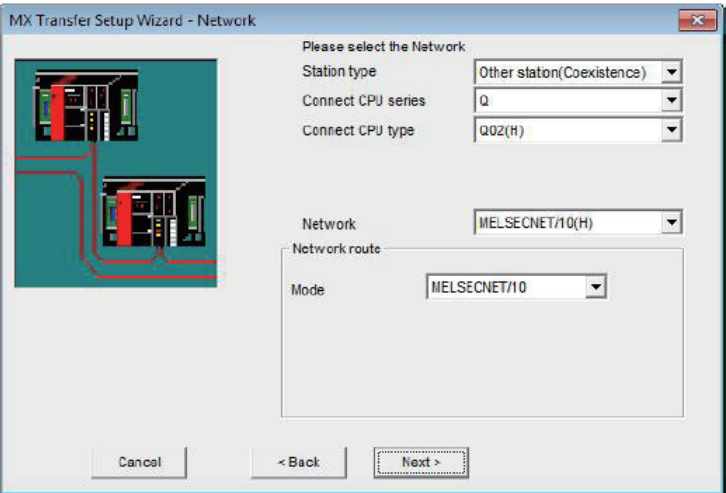 MX Transfer Setup Wizard - Network
Please select the Network
Station type
Other station(Coexistence)
Connect CPU series
Q
Connect CPU type
Q02(H)
Network
MELSECNET/10(H)
Network route
Mode
MELSECNET/10
Cancel
< Back
Next >